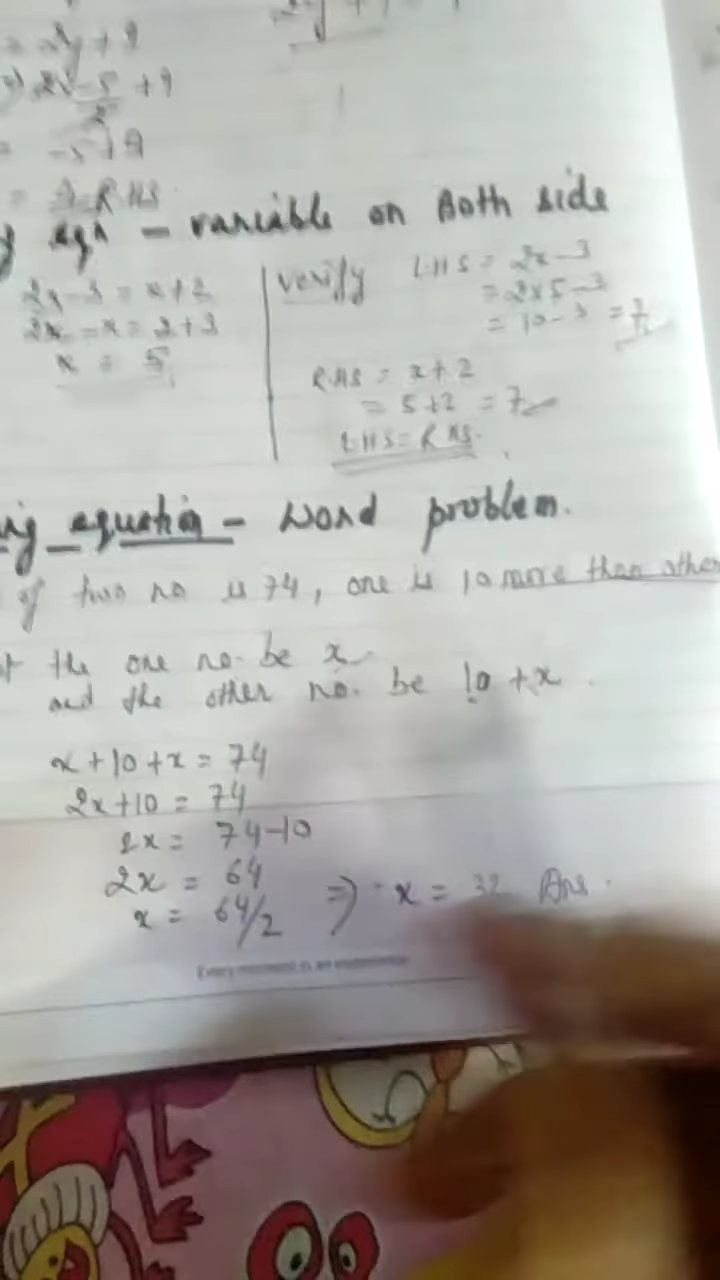 + 9
+ 9
= 
= R.H.S
eqn - variable on Both side
2x - 3 = x + 2
2x - x = 2 + 3
x = 5
verify LHS = 2x - 3
= 2x5 - 3
= 10 - 3 = 7
RHS = x + 2
= 5 + 2 = 7
LHS = RHS.
equation - word problem.
of two no is 74, one is 10 more than other
the one no. be x
and the other no. be 10 + x .
x + 10 + x = 74
2x + 10 = 74
2x = 74 - 10
2x = 64
x = 64/2 ⇒ x = 32 Ans.